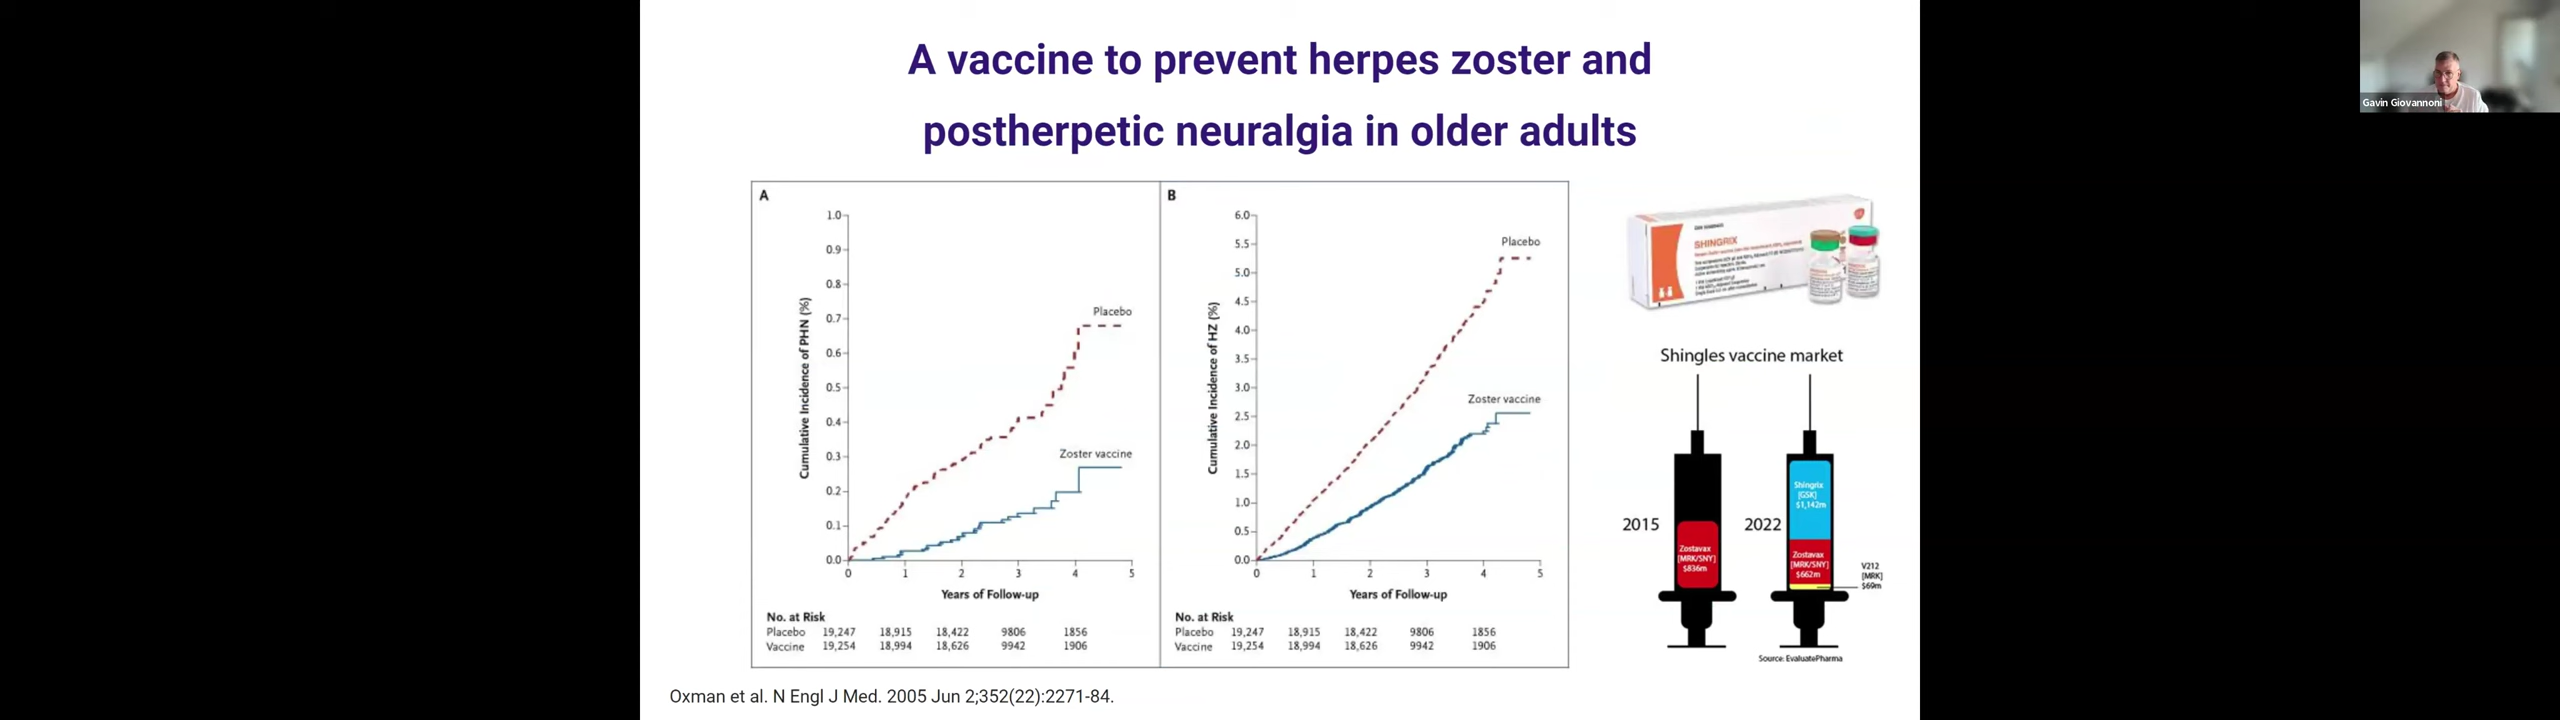 A vaccine to prevent herpes zoster and
postherpetic neuralgia in older adults
Gavin Giovannoni
A
Cumulative Incidence of PHN (%)
1.0
0.9
0.8
0.7
0.6
0.5
0.4
0.3
0.2
0.1
0.0
Placebo
Zoster vaccine
0 1 2 3 4 5
Years of Follow-up
No. at Risk
Placebo 19,247 18,915 18,422 9806 1856
Vaccine 19,254 18,994 18,626 9942 1906
B
Cumulative Incidence of HZ (%)
6.0
5.5
5.0
4.5
4.0
3.5
3.0
2.5
2.0
1.5
1.0
0.5
0.0
Placebo
Zoster vaccine
0 1 2 3 4 5
Years of Follow-up
No. at Risk
Placebo 19,247 18,915 18,422 9806 1856
Vaccine 19,254 18,994 18,626 9942 1906
SHINGRIX
Shingles vaccine market
2015
Zostavax
[MRK/SNY]
$836m
2022
Shingrix
[GSK]
$1,142m
Zostavax
[MRK/SNY]
$662m
V212
[MRK]
$69m
Source: EvaluatePharma
Oxman et al. N Engl J Med. 2005 Jun 2;352(22):2271-84.